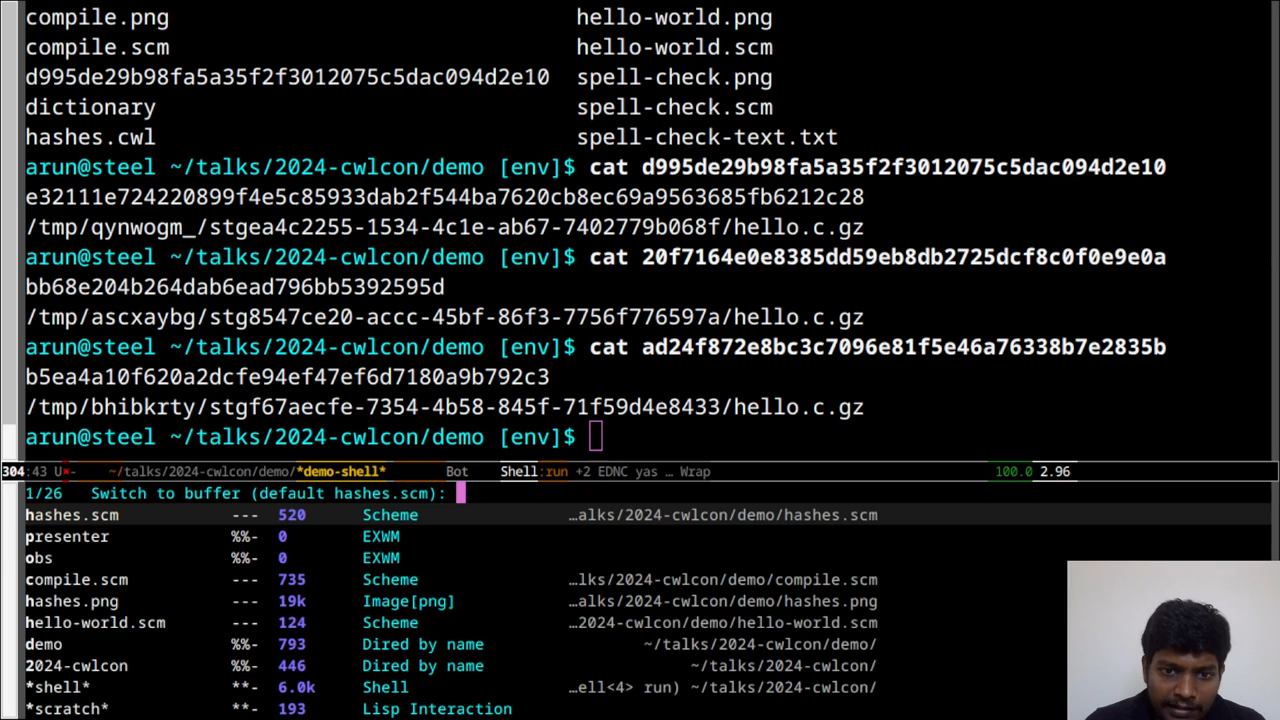 compile.png hello-world.png
compile.scm hello-world.scm
d995de29b98fa5a35f2f3012075c5dac094d2e10 spell-check.png
dictionary spell-check.scm
hashes.cwl spell-check-text.txt
arun@steel ~/talks/2024-cwlcon/demo [env]$ cat d995de29b98fa5a35f2f3012075c5dac094d2e10
e32111e724220899f4e5c85933dab2f544ba7620cb8ec69a9563685fb6212c28
/tmp/qynwogm_/stgea4c2255-1534-4c1e-ab67-7402779b068f/hello.c.gz
arun@steel ~/talks/2024-cwlcon/demo [env]$ cat 20f7164e0e8385dd59eb8db2725dcf8c0f0e9e0a
bb68e204b264dab6ead796bb5392595d
/tmp/ascxaybg/stg8547ce20-accc-45bf-86f3-7756f776597a/hello.c.gz
arun@steel ~/talks/2024-cwlcon/demo [env]$ cat ad24f872e8bc3c7096e81f5e46a76338b7e2835b
b5ea4a10f620a2dcfe94ef47ef6d7180a9b792c3
/tmp/bhibkrty/stgf67aecfe-7354-4b58-845f-71f59d4e8433/hello.c.gz
arun@steel ~/talks/2024-cwlcon/demo [env]$
304:43 U*- ~/talks/2024-cwlcon/demo/*demo-shell* Bot Shell:run +2 EDNC yas … Wrap 100.0 2.96
1/26 Switch to buffer (default hashes.scm):
hashes.scm --- 520 Scheme …alks/2024-cwlcon/demo/hashes.scm
presenter %%- 0 EXWM
obs %%- 0 EXWM
compile.scm --- 735 Scheme …lks/2024-cwlcon/demo/compile.scm
hashes.png --- 19k Image[png] …alks/2024-cwlcon/demo/hashes.png
hello-world.scm --- 124 Scheme …2024-cwlcon/demo/hello-world.scm
demo %%- 793 Dired by name ~/talks/2024-cwlcon/demo/
2024-cwlcon %%- 446 Dired by name ~/talks/2024-cwlcon/
*shell* **- 6.0k Shell …ell<4> run) ~/talks/2024-cwlcon/
*scratch* **- 193 Lisp Interaction